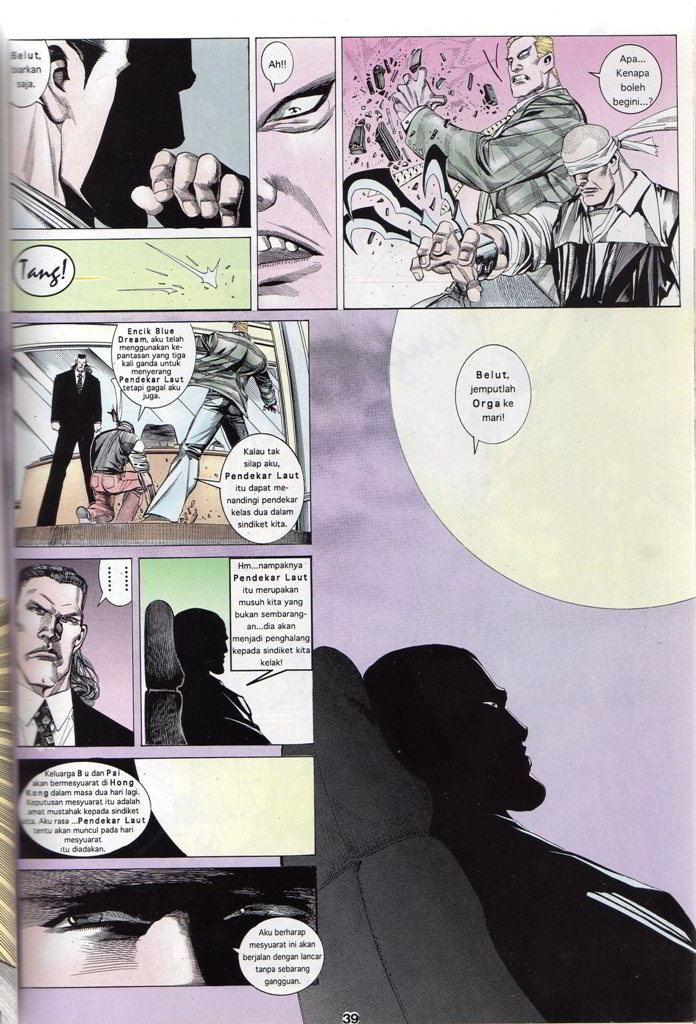 Belut,
biarkan
saja.
Ah!!
Apa...
Kenapa
boleh
begini...?
Tang!
Encik Blue
Dream, aku telah
menggunakan ke-
pantasan yang tiga
kali ganda untuk
menyerang
Pendekar Laut
tetapi gagal aku
juga.
Kalau tak
silap aku,
Pendekar Laut
itu dapat me-
nandingi pendekar
kelas dua dalam
sindiket kita.
Belut,
jemputlah
Orga ke
mari!
Hm...nampaknya
Pendekar Laut
itu merupakan
musuh kita yang
bukan sembarang-
an...dia akan
menjadi penghalang
kepada sindiket kita
kelak!
Keluarga Bu dan Pai
akan bermesyuarat di Hong
Kong dalam masa dua hari lagi.
Keputusan mesyuarat itu adalah
amat mustahak kepada sindiket
kita. Aku rasa ...Pendekar Laut
tentu akan muncul pada hari
mesyuarat
itu diadakan.
Aku berharap
mesyuarat ini akan
berjalan dengan lancar
tanpa sebarang
gangguan.
39